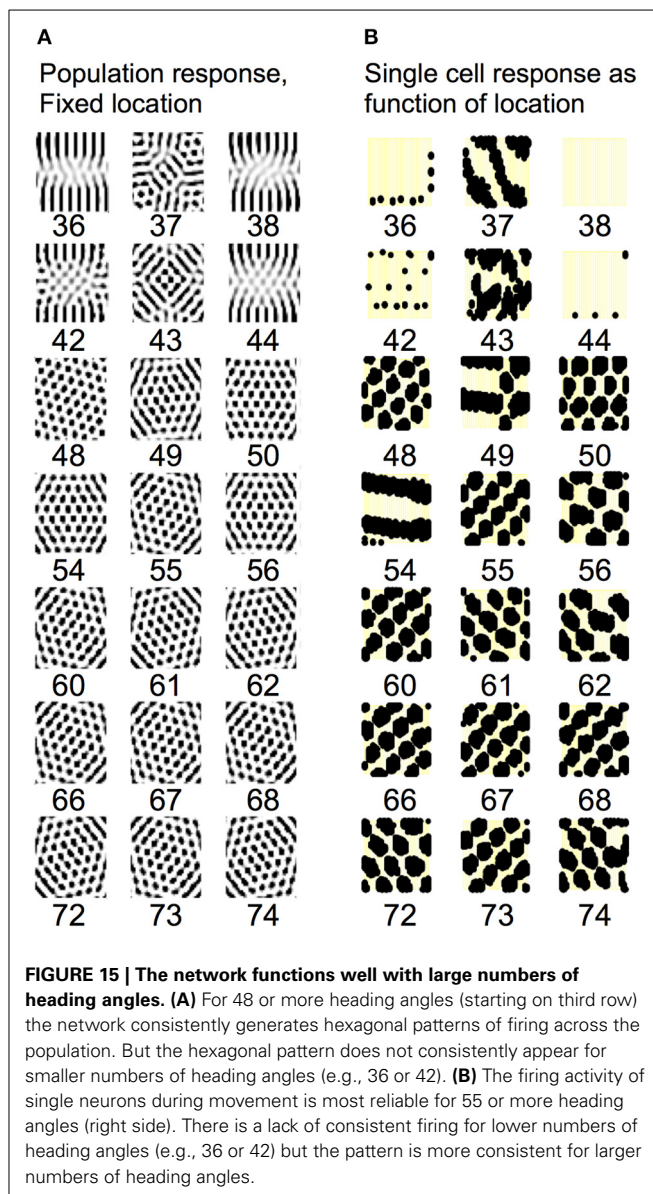 A
Population response,
Fixed location
36 37 38
42 43 44
48 49 50
54 55 56
60 61 62
66 67 68
72 73 74
B
Single cell response as
function of location
36 37 38
42 43 44
48 49 50
54 55 56
60 61 62
66 67 68
72 73 74
FIGURE 15 | The network functions well with large numbers of
heading angles. (A) For 48 or more heading angles (starting on third row)
the network consistently generates hexagonal patterns of firing across the
population. But the hexagonal pattern does not consistently appear for
smaller numbers of heading angles (e.g., 36 or 42). (B) The firing activity of
single neurons during movement is most reliable for 55 or more heading
angles (right side). There is a lack of consistent firing for lower numbers of
heading angles (e.g., 36 or 42) but the pattern is more consistent for larger
numbers of heading angles.